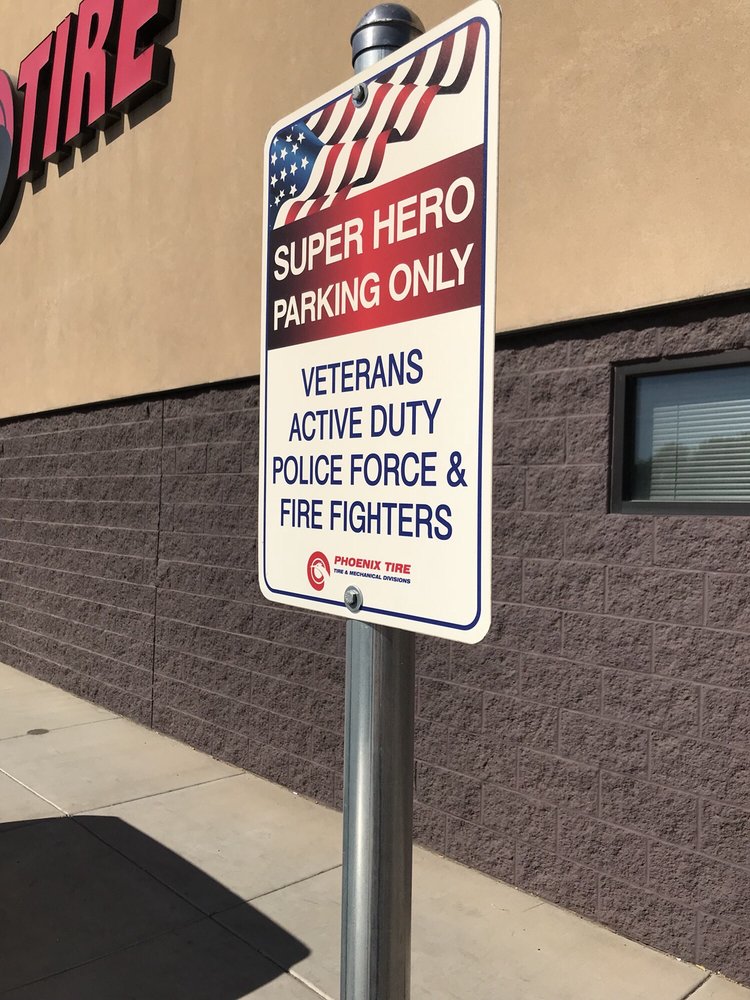 TIRE
SUPER HERO
PARKING ONLY
VETERANS
ACTIVE DUTY
POLICE FORCE &
FIRE FIGHTERS
PHOENIX TIRE
TIRE & MECHANICAL DIVISIONS